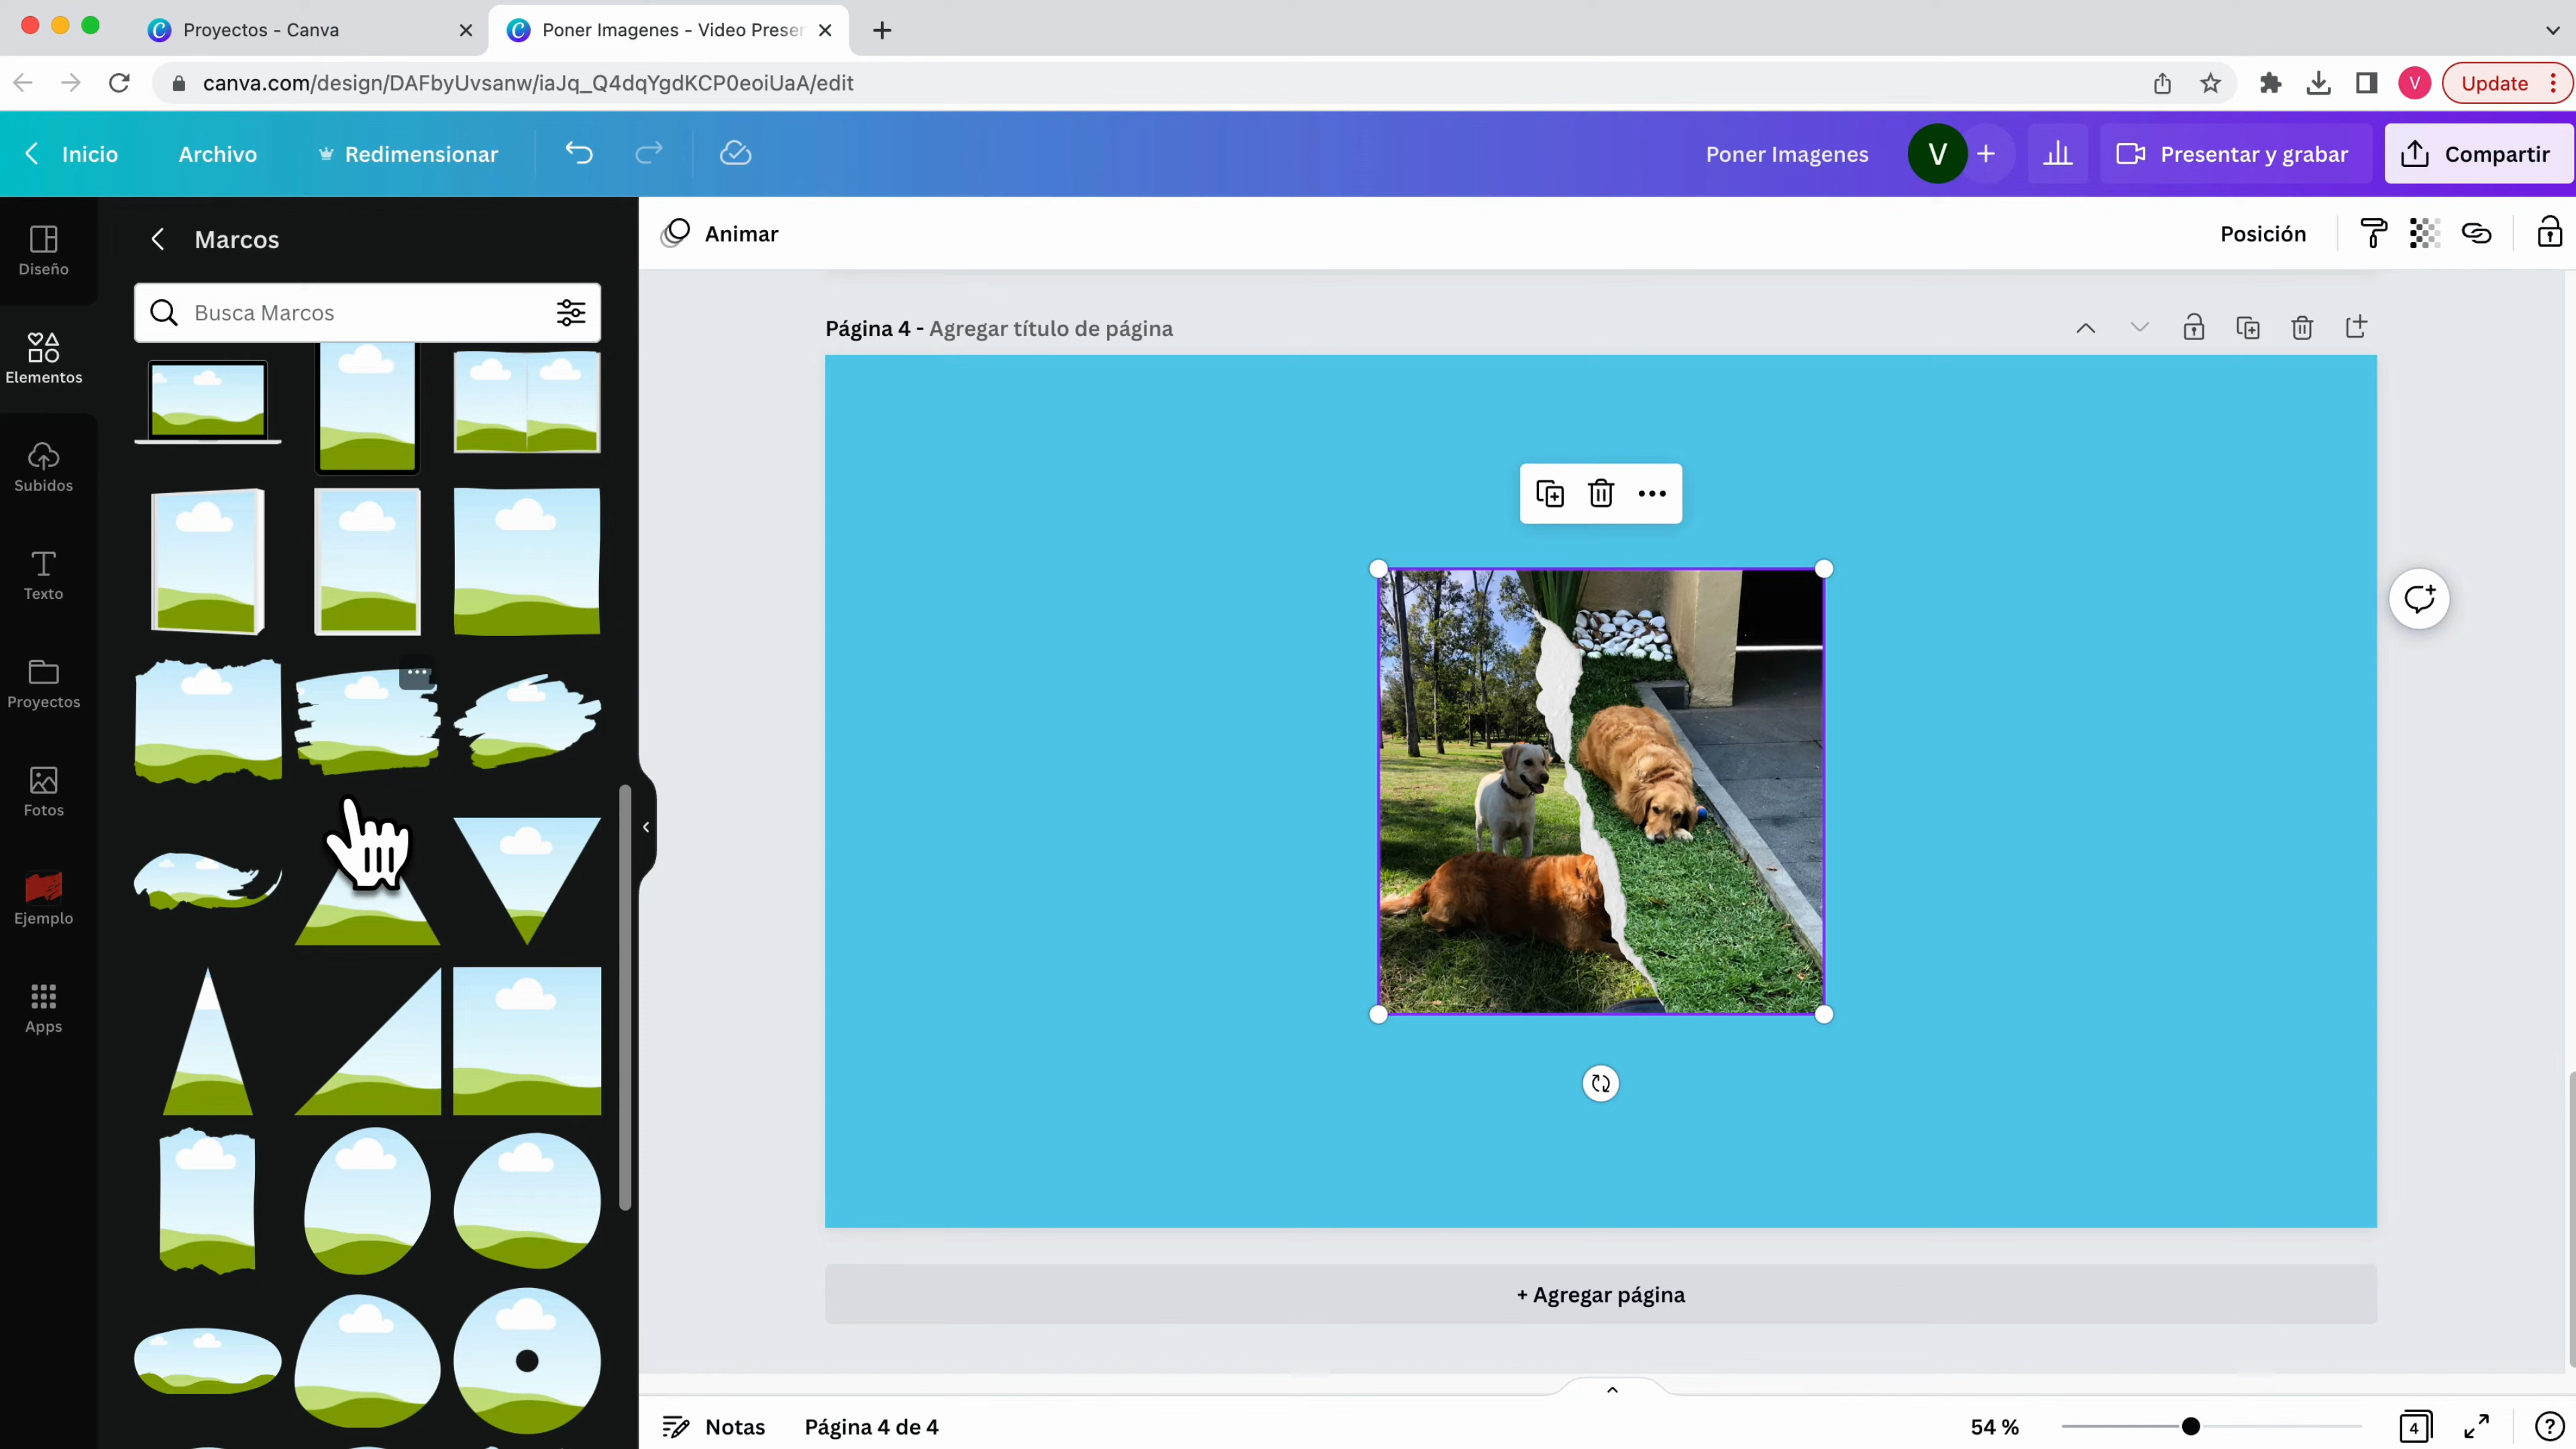 Proyectos - Canva
Poner Imagenes - Video Preser
canva.com/design/DAFbyUvsanw/iaJq_Q4dqYgdKCP0eoiUaA/edit
V
Update
Inicio
Archivo
Redimensionar
Poner Imagenes
V
Presentar y grabar
Compartir
Diseño
Elementos
Subidos
Texto
Proyectos
Fotos
Ejemplo
Apps
Marcos
Busca Marcos
Animar
Posición
Página 4 - Agregar título de página
+ Agregar página
Notas
Página 4 de 4
54 %
4
?